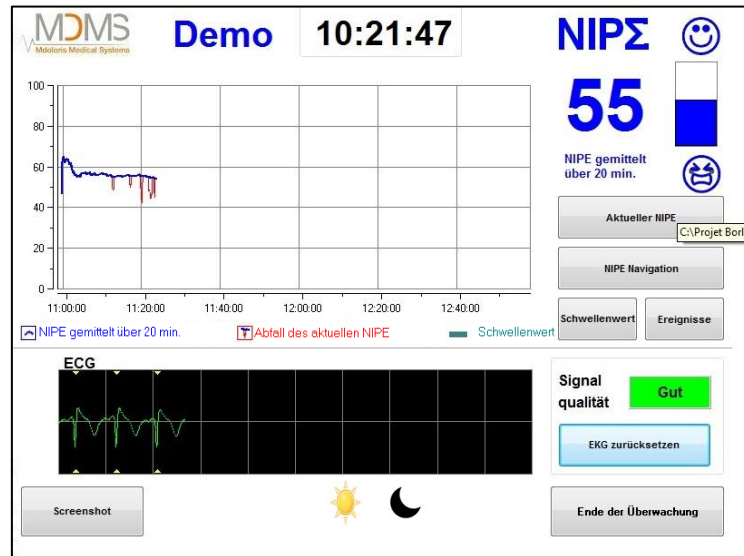 MDMS
Mdoloris Medical Systems
Demo
10:21:47
NIPΣ
55
NIPE gemittelt
über 20 min.
100
80
60
40
20
0
11:00:00 11:20:00 11:40:00 12:00:00 12:20:00 12:40:00
NIPE gemittelt über 20 min.
Abfall des aktuellen NIPE
Schwellenwert
Aktueller NIPE
C:\Projet Borl
NIPE Navigation
Schwellenwert
Ereignisse
ECG
Signal
qualität
Gut
EKG zurücksetzen
Screenshot
Ende der Überwachung